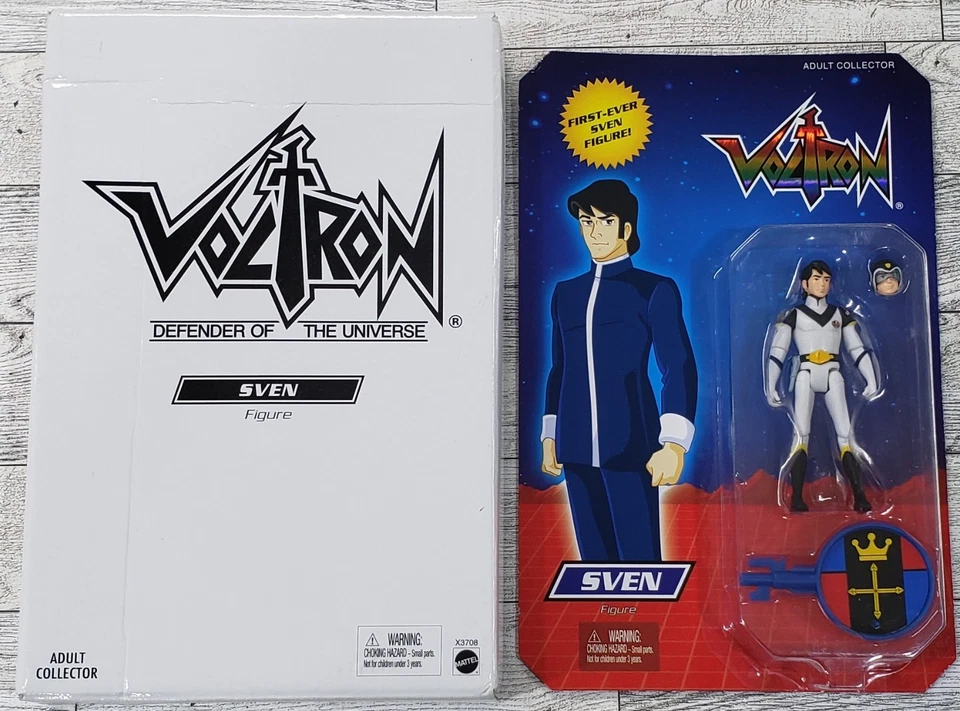 VOLTRON
®
DEFENDER OF THE UNIVERSE
SVEN
Figure
ADULT
COLLECTOR
WARNING:
CHOKING HAZARD – Small parts.
Not for children under 3 years.
X3708
MATTEL
ADULT COLLECTOR
FIRST-EVER
SVEN
FIGURE!
VOLTRON
®
SVEN
Figure
WARNING:
CHOKING HAZARD – Small parts.
Not for children under 3 years.